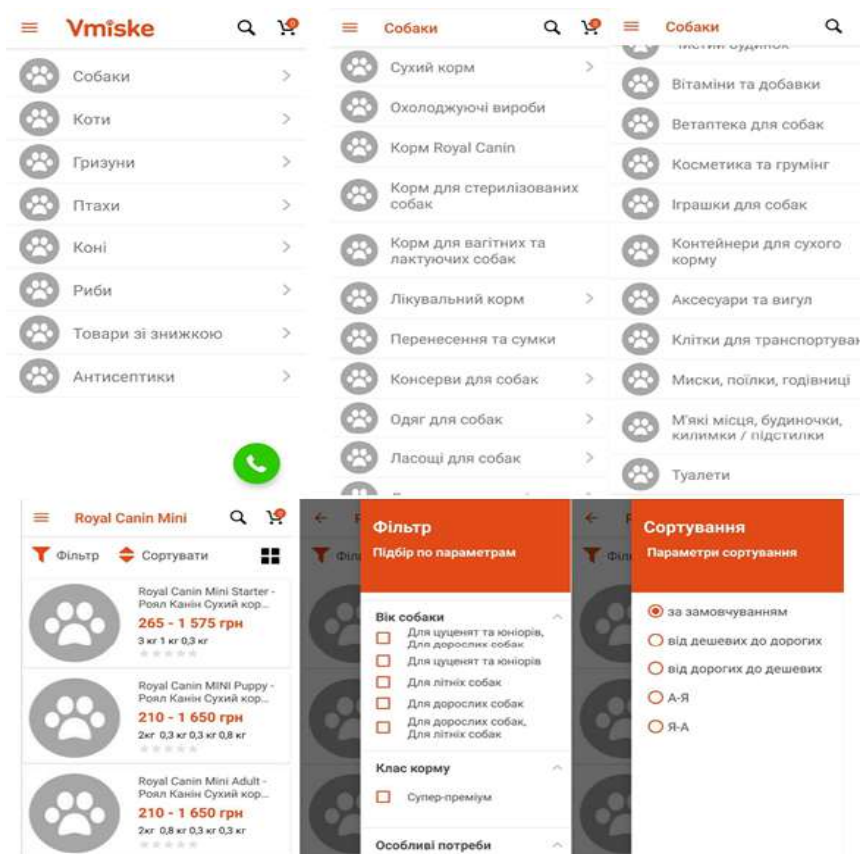 Vmiske
0
Собаки
Коти
Гризуни
Птахи
Коні
Риби
Товари зі знижкою
Антисептики
Собаки
0
Сухий корм
Охолоджуючі вироби
Корм Royal Canin
Корм для стерилізованих
собак
Корм для вагітних та
лактуючих собак
Лікувальний корм
Перенесення та сумки
Консерви для собак
Одяг для собак
Ласощі для собак
Собаки
Чистий будинок
Вітаміни та добавки
Ветаптека для собак
Косметика та грумінг
Іграшки для собак
Контейнери для сухого
корму
Аксесуари та вигул
Клітки для транспортуван
Миски, поїлки, годівниці
М'які місця, будиночки,
килимки / підстилки
Туалети
Royal Canin Mini
0
Фільтр
Сортувати
Royal Canin Mini Starter -
Роял Канін Сухий кор...
265 - 1 575 грн
3 кг 1 кг 0,3 кг
Royal Canin MINI Puppy -
Роял Канін Сухий кор...
210 - 1 650 грн
2кг 0,3 кг 0,3 кг 0,8 кг
Royal Canin Mini Adult -
Роял Канін Сухий кор...
210 - 1 650 грн
2кг 0,8 кг 0,3 кг 0,3 кг
Фільтр
Підбір по параметрам
Вік собаки
Для цуценят та юніорів,
Для дорослих собак
Для цуценят та юніорів
Для літніх собак
Для дорослих собак
Для дорослих собак,
Для літніх собак
Клас корму
Супер-преміум
Особливі потреби
Сортування
Параметри сортування
за замовчуванням
від дешевих до дорогих
від дорогих до дешевих
А-Я
Я-А